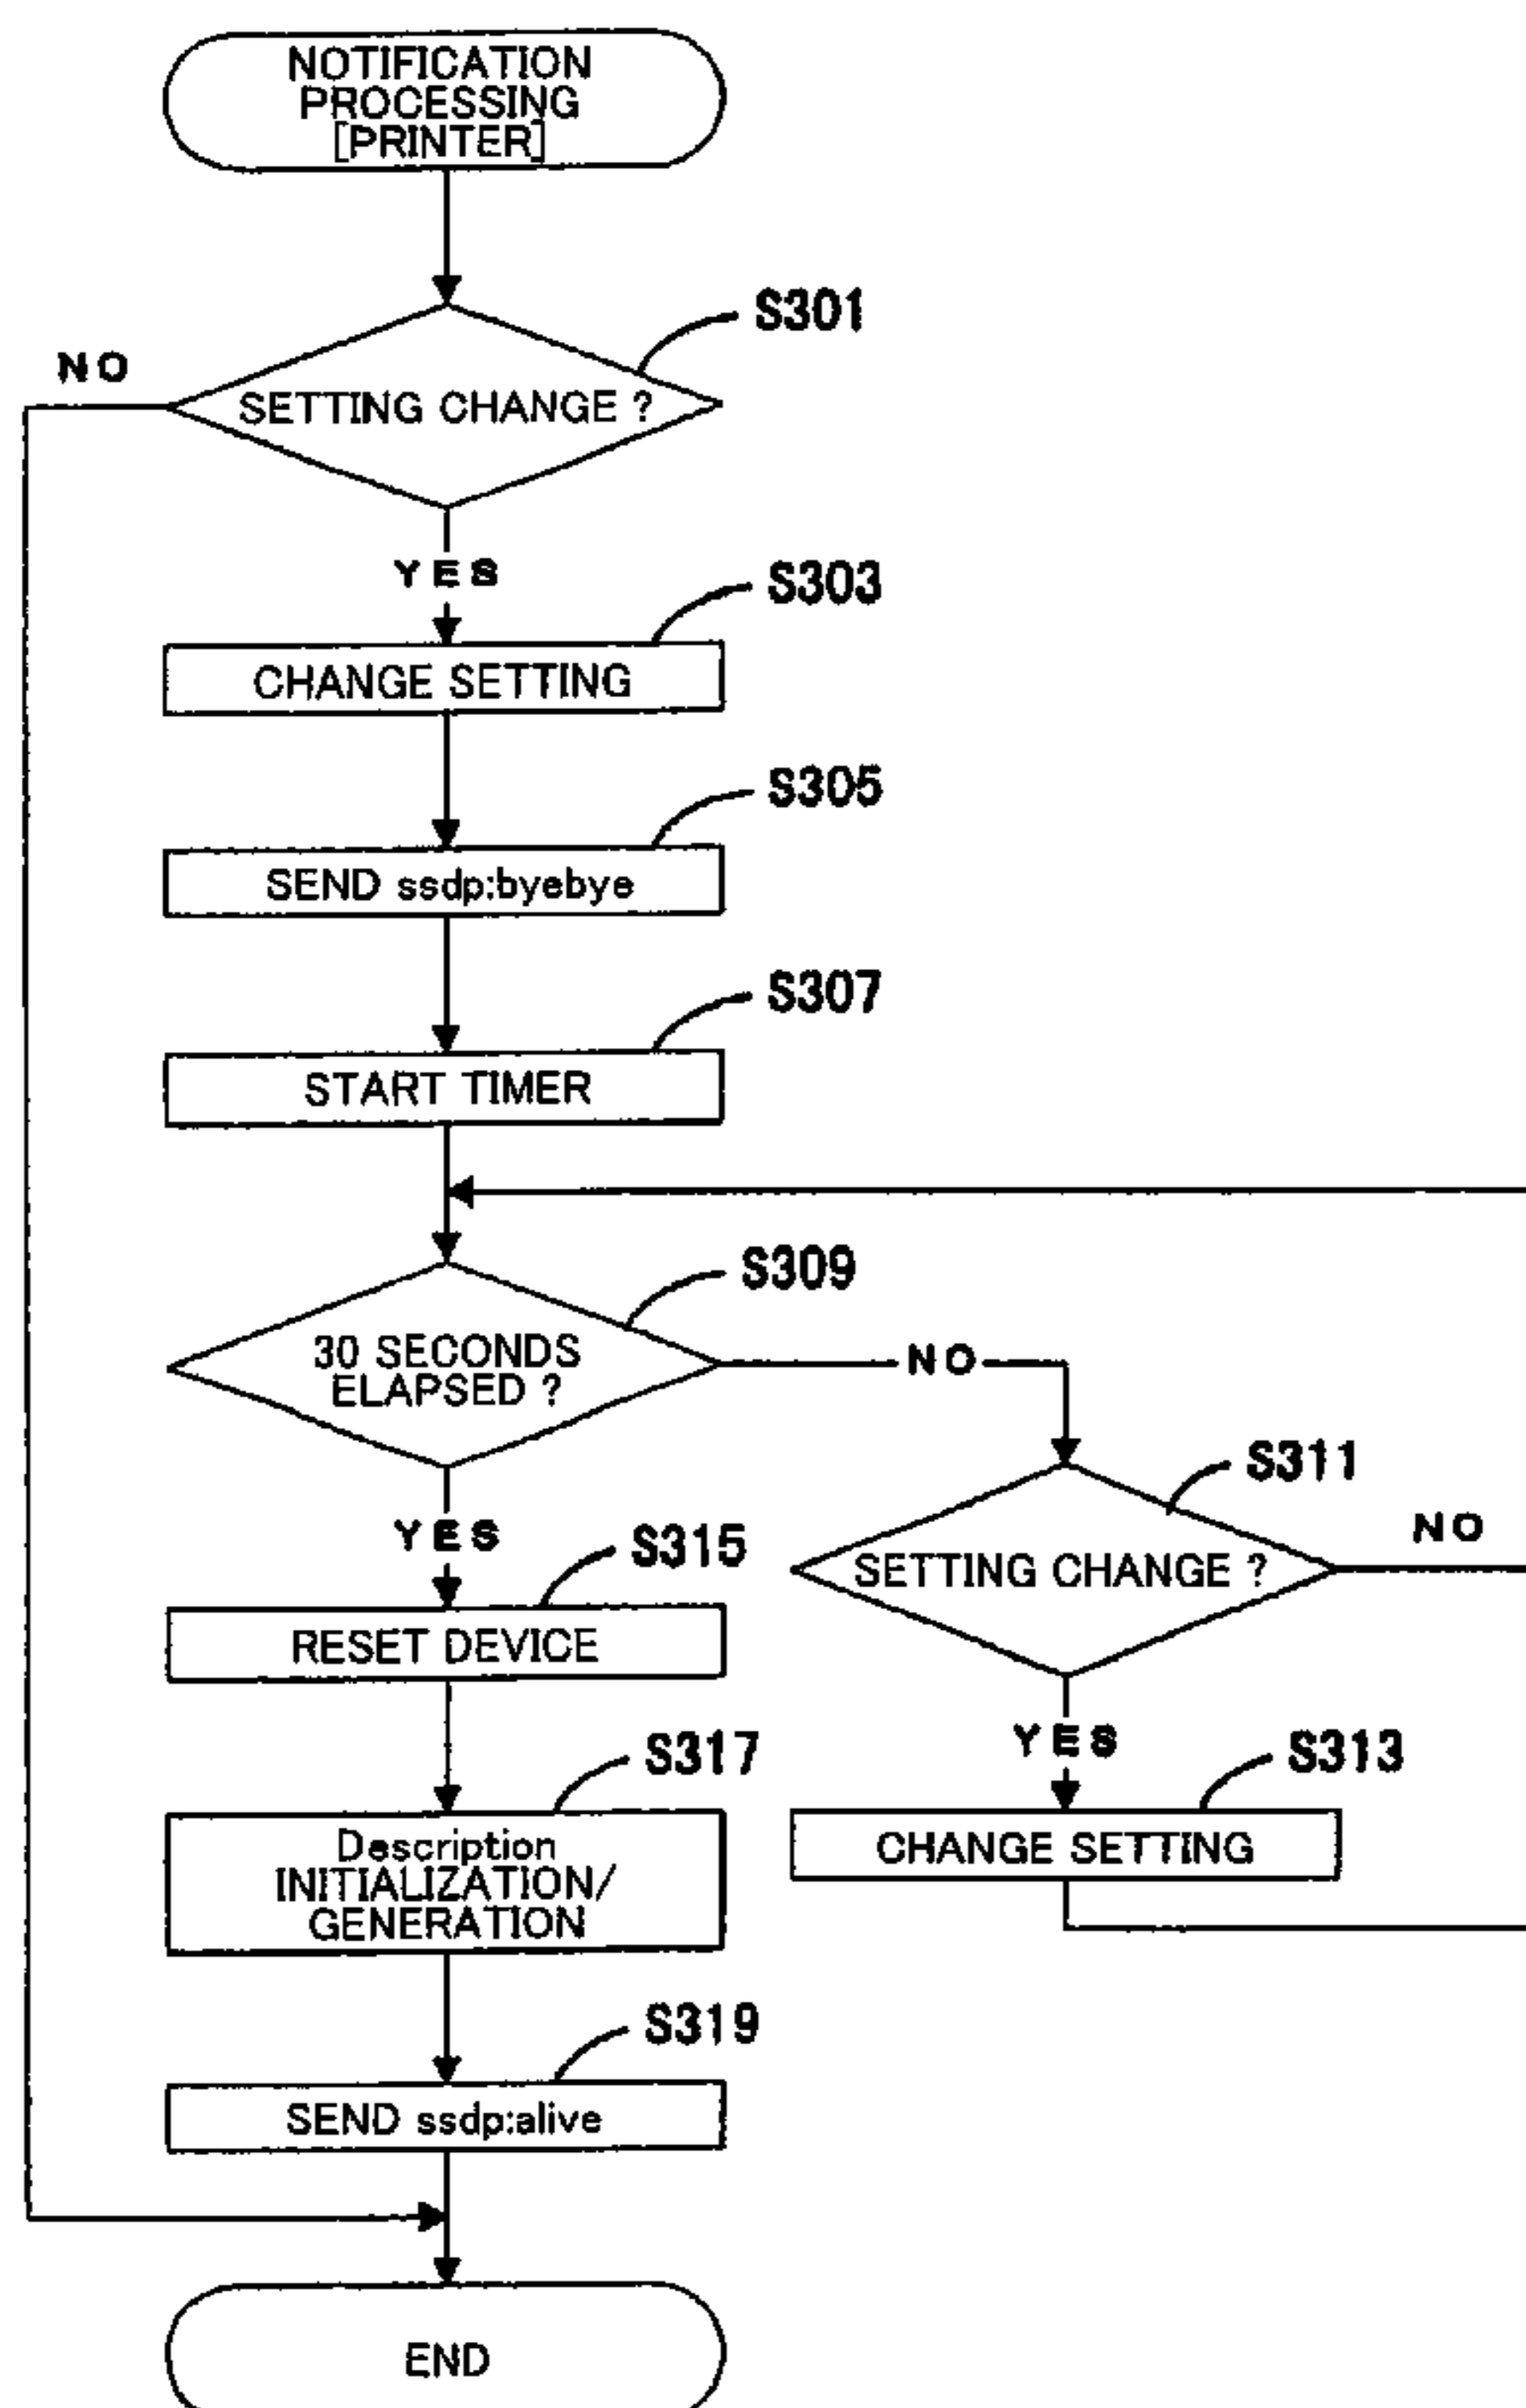 NOTIFICATION
PROCESSING
[PRINTER]
S301
NO
SETTING CHANGE ?
YES
S303
CHANGE SETTING
S305
SEND ssdp:byebye
S307
START TIMER
S309
30 SECONDS
ELAPSED ?
NO
S311
YES
S315
NO
SETTING CHANGE ?
RESET DEVICE
YES
S317
S313
Description
INITIALIZATION/
GENERATION
CHANGE SETTING
S319
SEND ssdp:alive
END